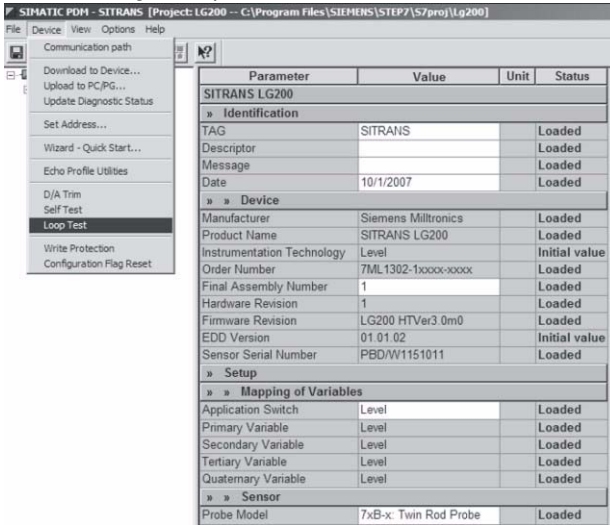 SIMATIC PDM - SITRANS [Project: LG200 -- C:\Program Files\SIEMENS\STEP7\S7proj\Lg200]
File Device View Options Help
Communication path
Download to Device...
Upload to PC/PG...
Update Diagnostic Status
Set Address...
Wizard - Quick Start...
Echo Profile Utilities
D/A Trim
Self Test
Loop Test
Write Protection
Configuration Flag Reset
Parameter Value Unit Status
SITRANS LG200
» Identification
TAG SITRANS Loaded
Descriptor Loaded
Message Loaded
Date 10/1/2007 Loaded
» » Device
Manufacturer Siemens Milltronics Loaded
Product Name SITRANS LG200 Loaded
Instrumentation Technology Level Initial value
Order Number 7ML1302-1xxxx-xxxx Loaded
Final Assembly Number 1 Loaded
Hardware Revision 1 Loaded
Firmware Revision LG200 HTVer3.0m0 Loaded
EDD Version 01.01.02 Initial value
Sensor Serial Number PBD/W1151011 Loaded
» Setup
» » Mapping of Variables
Application Switch Level Loaded
Primary Variable Level Loaded
Secondary Variable Level Loaded
Tertiary Variable Level Loaded
Quaternary Variable Level Loaded
» » Sensor
Probe Model 7xB-x: Twin Rod Probe Loaded